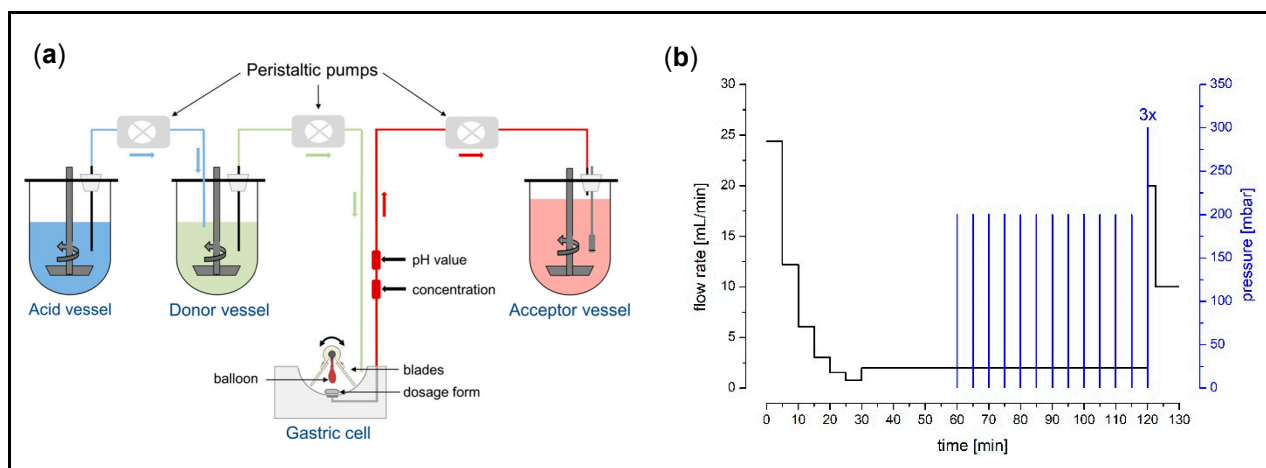 (a)
Peristaltic pumps
Acid vessel
Donor vessel
Acceptor vessel
pH value
concentration
balloon
blades
dosage form
Gastric cell
(b)
flow rate [mL/min]
30
25
20
15
10
5
0
0 10 20 30 40 50 60 70 80 90 100 110 120 130
time [min]
3x
350
300
250
200
150
100
50
0
pressure [mbar]